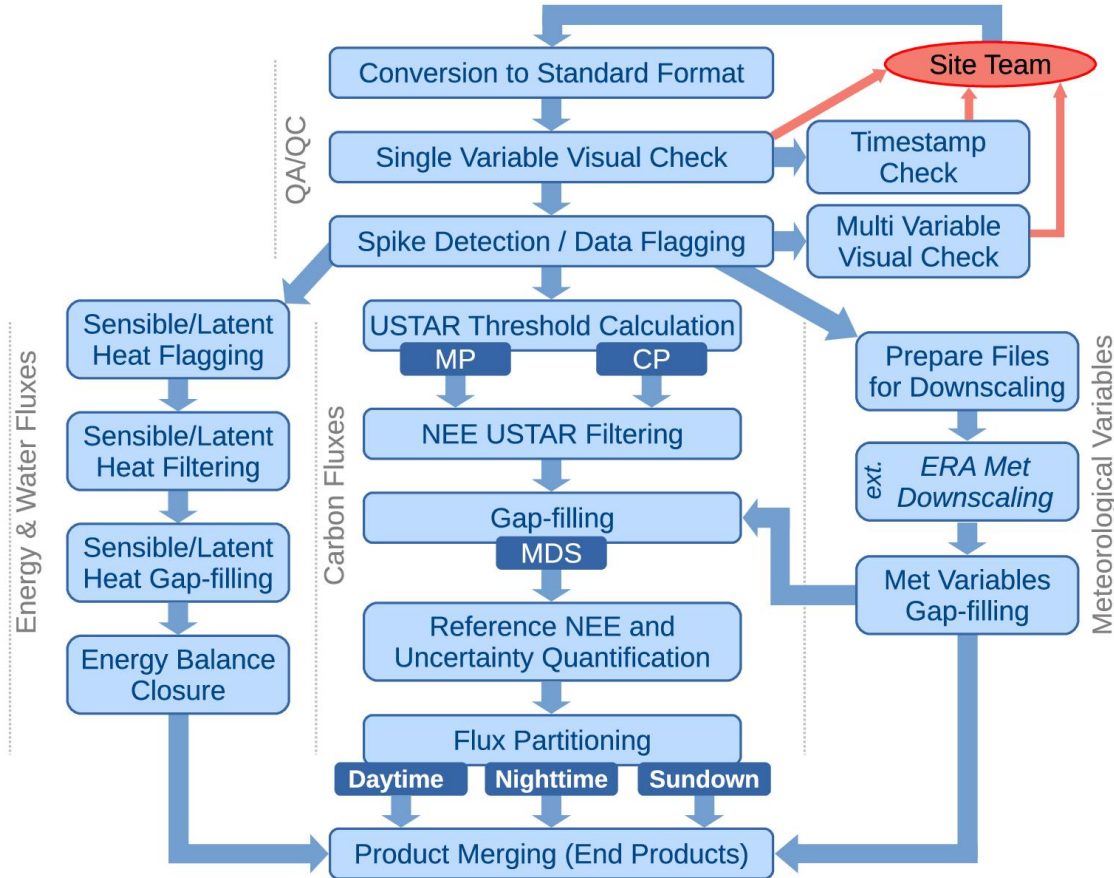 Site Team
Conversion to Standard Format
QA/QC
Single Variable Visual Check
Timestamp
Check
Spike Detection / Data Flagging
Multi Variable
Visual Check
Energy & Water Fluxes
Sensible/Latent
Heat Flagging
Sensible/Latent
Heat Filtering
Sensible/Latent
Heat Gap-filling
Energy Balance
Closure
Carbon Fluxes
USTAR Threshold Calculation
MP
CP
NEE USTAR Filtering
Gap-filling
MDS
Reference NEE and
Uncertainty Quantification
Flux Partitioning
Daytime
Nighttime
Sundown
Meteorological Variables
Prepare Files
for Downscaling
ext.
ERA Met
Downscaling
Met Variables
Gap-filling
Product Merging (End Products)